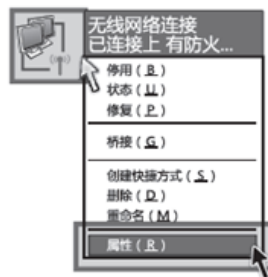 无线网络连接
已连接上 有防火...
停用(B)
状态(U)
修复(P)
桥接(G)
创建快捷方式(S)
删除(D)
重命名(M)
属性(R)